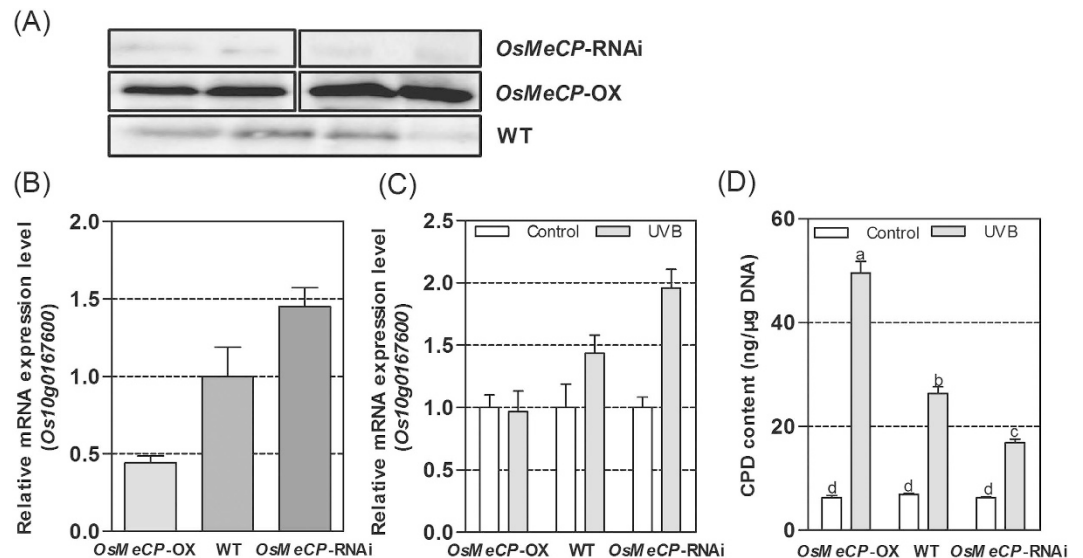 (A)
OsMeCP-RNAi
OsMeCP-OX
WT
(B)
Relative mRNA expression level
(Os10g0167600)
2.0
1.5
1.0
0.5
0.0
OsMeCP-OX WT OsMeCP-RNAi
(C)
Relative mRNA expression level
(Os10g0167600)
Control UVB
2.5
2.0
1.5
1.0
0.5
0.0
OsMeCP-OX WT OsMeCP-RNAi
(D)
CPD content (ng/µg DNA)
Control UVB
60
40
20
0
d a d b d c
OsMeCP-OX WT OsMeCP-RNAi